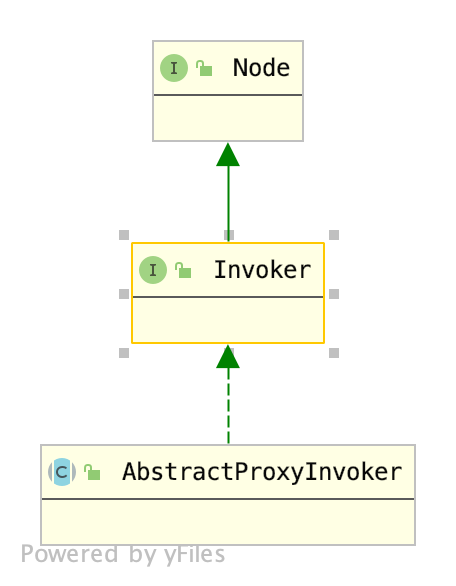 I Node
I Invoker
C AbstractProxyInvoker
Powered by yFiles